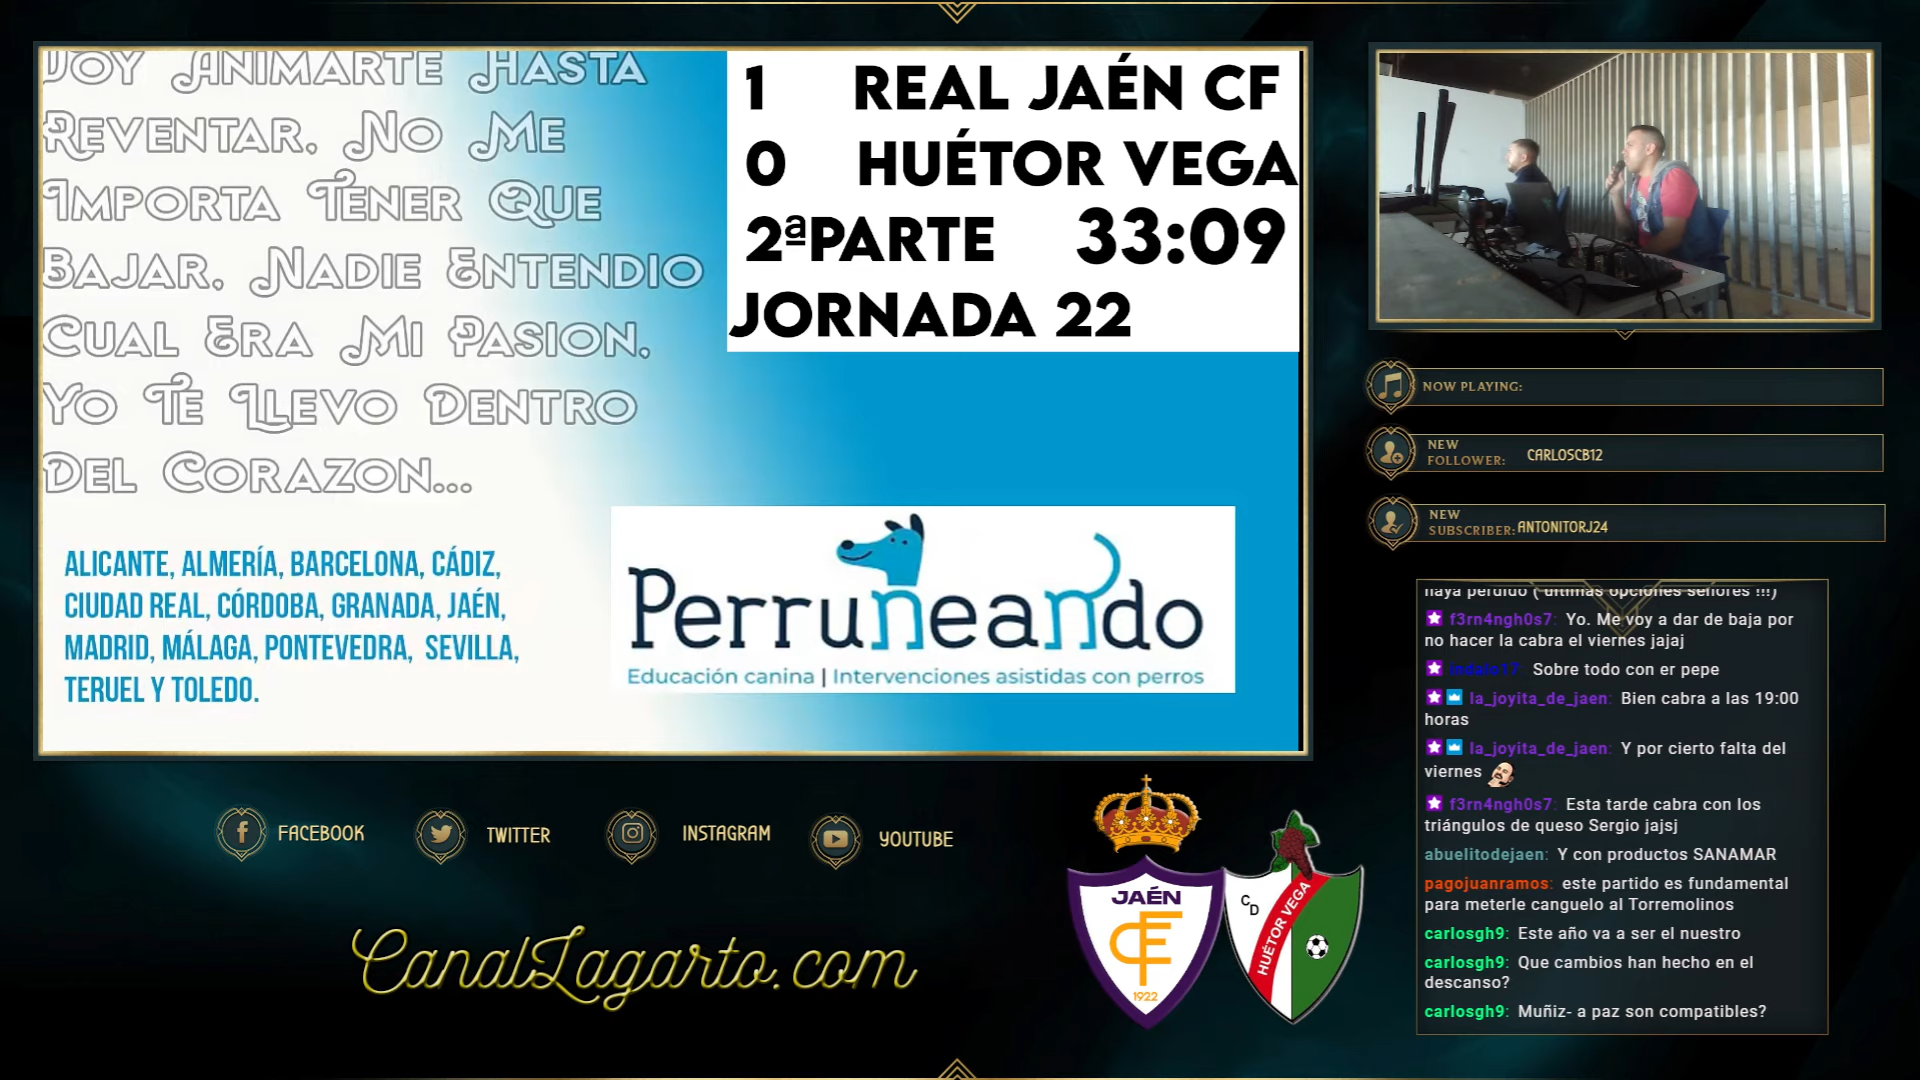 VOY ANIMARTE HASTA
REVENTAR, NO ME
IMPORTA TENER QUE
BAJAR, NADIE ENTENDIO
CUAL ERA MI PASION,
YO TE LLEVO DENTRO
DEL CORAZON...
ALICANTE, ALMERÍA, BARCELONA, CÁDIZ,
CIUDAD REAL, CÓRDOBA, GRANADA, JAÉN,
MADRID, MÁLAGA, PONTEVEDRA, SEVILLA,
TERUEL Y TOLEDO.
1 REAL JAÉN CF
0 HUÉTOR VEGA
2ªPARTE 33:09
JORNADA 22
Perruneando
Educación canina | Intervenciones asistidas con perros
NOW PLAYING:
NEW
FOLLOWER: CARLOSCB12
NEW
SUBSCRIBER: ANTONITORJ24
haya perdido ( últimas opciones señores !!!)
f3rn4ngh0s7: Yo. Me voy a dar de baja por
no hacer la cabra el viernes jajaj
indalo17: Sobre todo con er pepe
la_joyita_de_jaen: Bien cabra a las 19:00
horas
la_joyita_de_jaen: Y por cierto falta del
viernes
f3rn4ngh0s7: Esta tarde cabra con los
triángulos de queso Sergio jajsj
abuelitodejaen: Y con productos SANAMAR
pagojuanramos: este partido es fundamental
para meterle canguelo al Torremolinos
carlosgh9: Este año va a ser el nuestro
carlosgh9: Que cambios han hecho en el
descanso?
carlosgh9: Muñiz- a paz son compatibles?
FACEBOOK
TWITTER
INSTAGRAM
YOUTUBE
CanalLagarto.com
JAÉN
CF
1922
CD
HUÉTOR VEGA